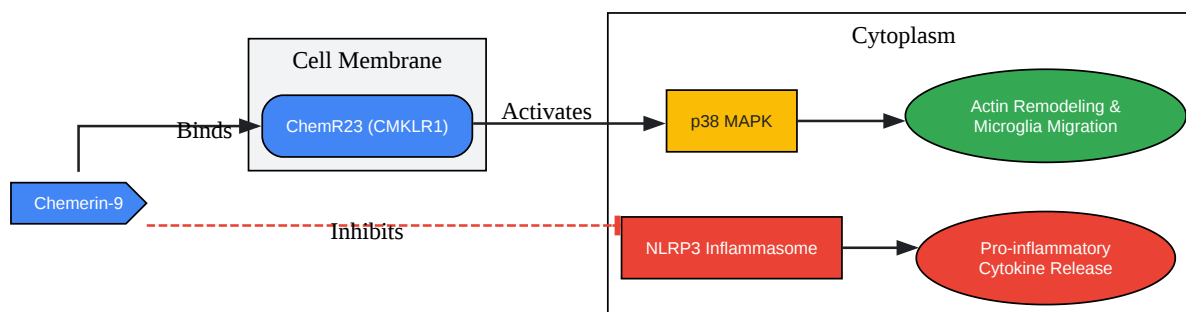 Cytoplasm
Cell Membrane
Binds
ChemR23 (CMKLR1)
Activates
p38 MAPK
Actin Remodeling &
Microglia Migration
Chemerin-9
Inhibits
NLRP3 Inflammasome
Pro-inflammatory
Cytokine Release